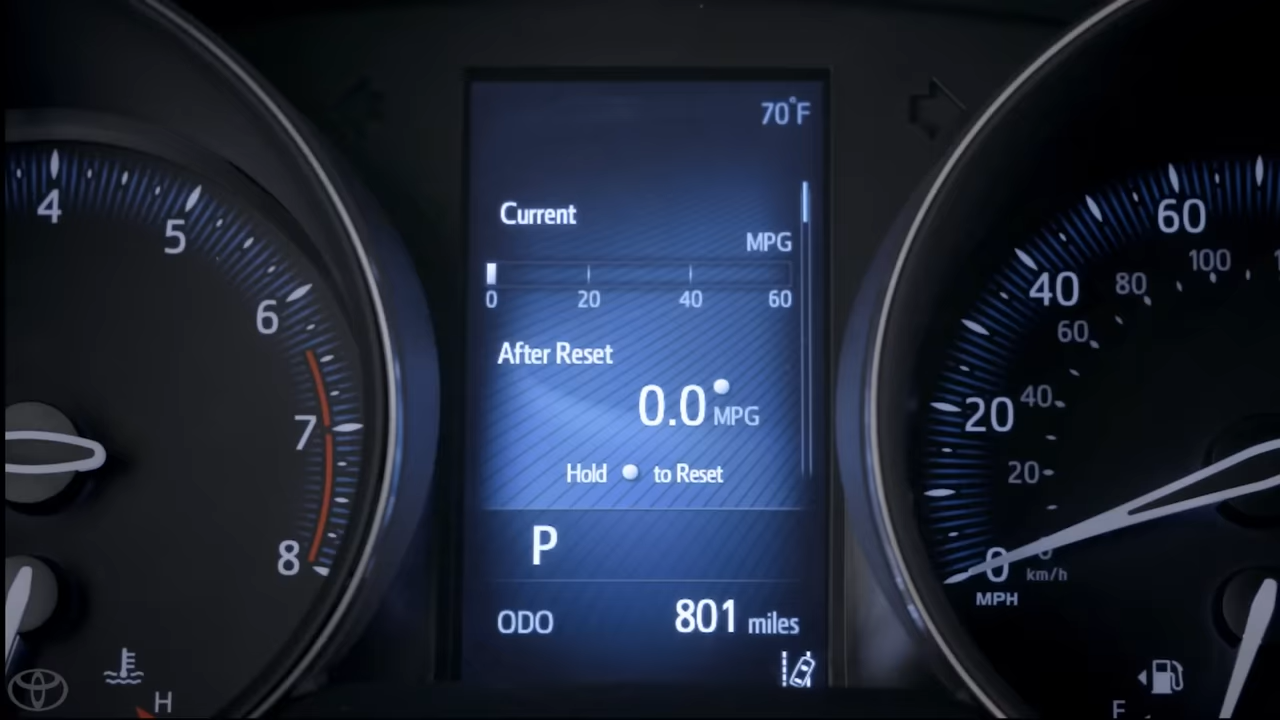 70°F
Current
MPG
0 20 40 60
After Reset
0.0 MPG
Hold to Reset
P
ODO 801 miles
4
5
6
7
8
H
60
40
20
0
MPH
100
80
60
40
20
0
km/h